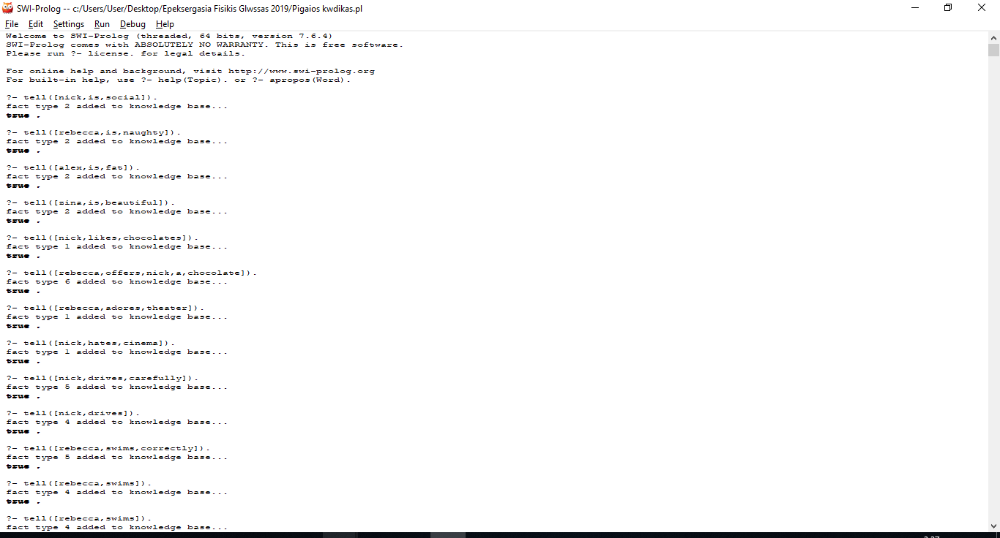 SWI-Prolog -- c:/Users/User/Desktop/Epeksergasia Fisikis Glwssas 2019/Pigaios kwdikas.pl
File Edit Settings Run Debug Help
Welcome to SWI-Prolog (threaded, 64 bits, version 7.6.4)
SWI-Prolog comes with ABSOLUTELY NO WARRANTY. This is free software.
Please run ?- license. for legal details.
For online help and background, visit http://www.swi-prolog.org
For built-in help, use ?- help(Topic). or ?- apropos(Word).
?- tell([nick,is,social]).
fact type 2 added to knowledge base...
true .
?- tell([rebecca,is,naughty]).
fact type 2 added to knowledge base...
true .
?- tell([alex,is,fat]).
fact type 2 added to knowledge base...
true .
?- tell([zina,is,beautiful]).
fact type 2 added to knowledge base...
true .
?- tell([nick,likes,chocolates]).
fact type 1 added to knowledge base...
true .
?- tell([rebecca,offers,nick,a,chocolate]).
fact type 6 added to knowledge base...
true .
?- tell([rebecca,adores,theater]).
fact type 1 added to knowledge base...
true .
?- tell([nick,hates,cinema]).
fact type 1 added to knowledge base...
true .
?- tell([nick,drives,carefully]).
fact type 5 added to knowledge base...
true .
?- tell([nick,drives]).
fact type 4 added to knowledge base...
true .
?- tell([rebecca,swims,correctly]).
fact type 5 added to knowledge base...
true .
?- tell([rebecca,swims]).
fact type 4 added to knowledge base...
true .
?- tell([rebecca,swims]).
fact type 4 added to knowledge base...